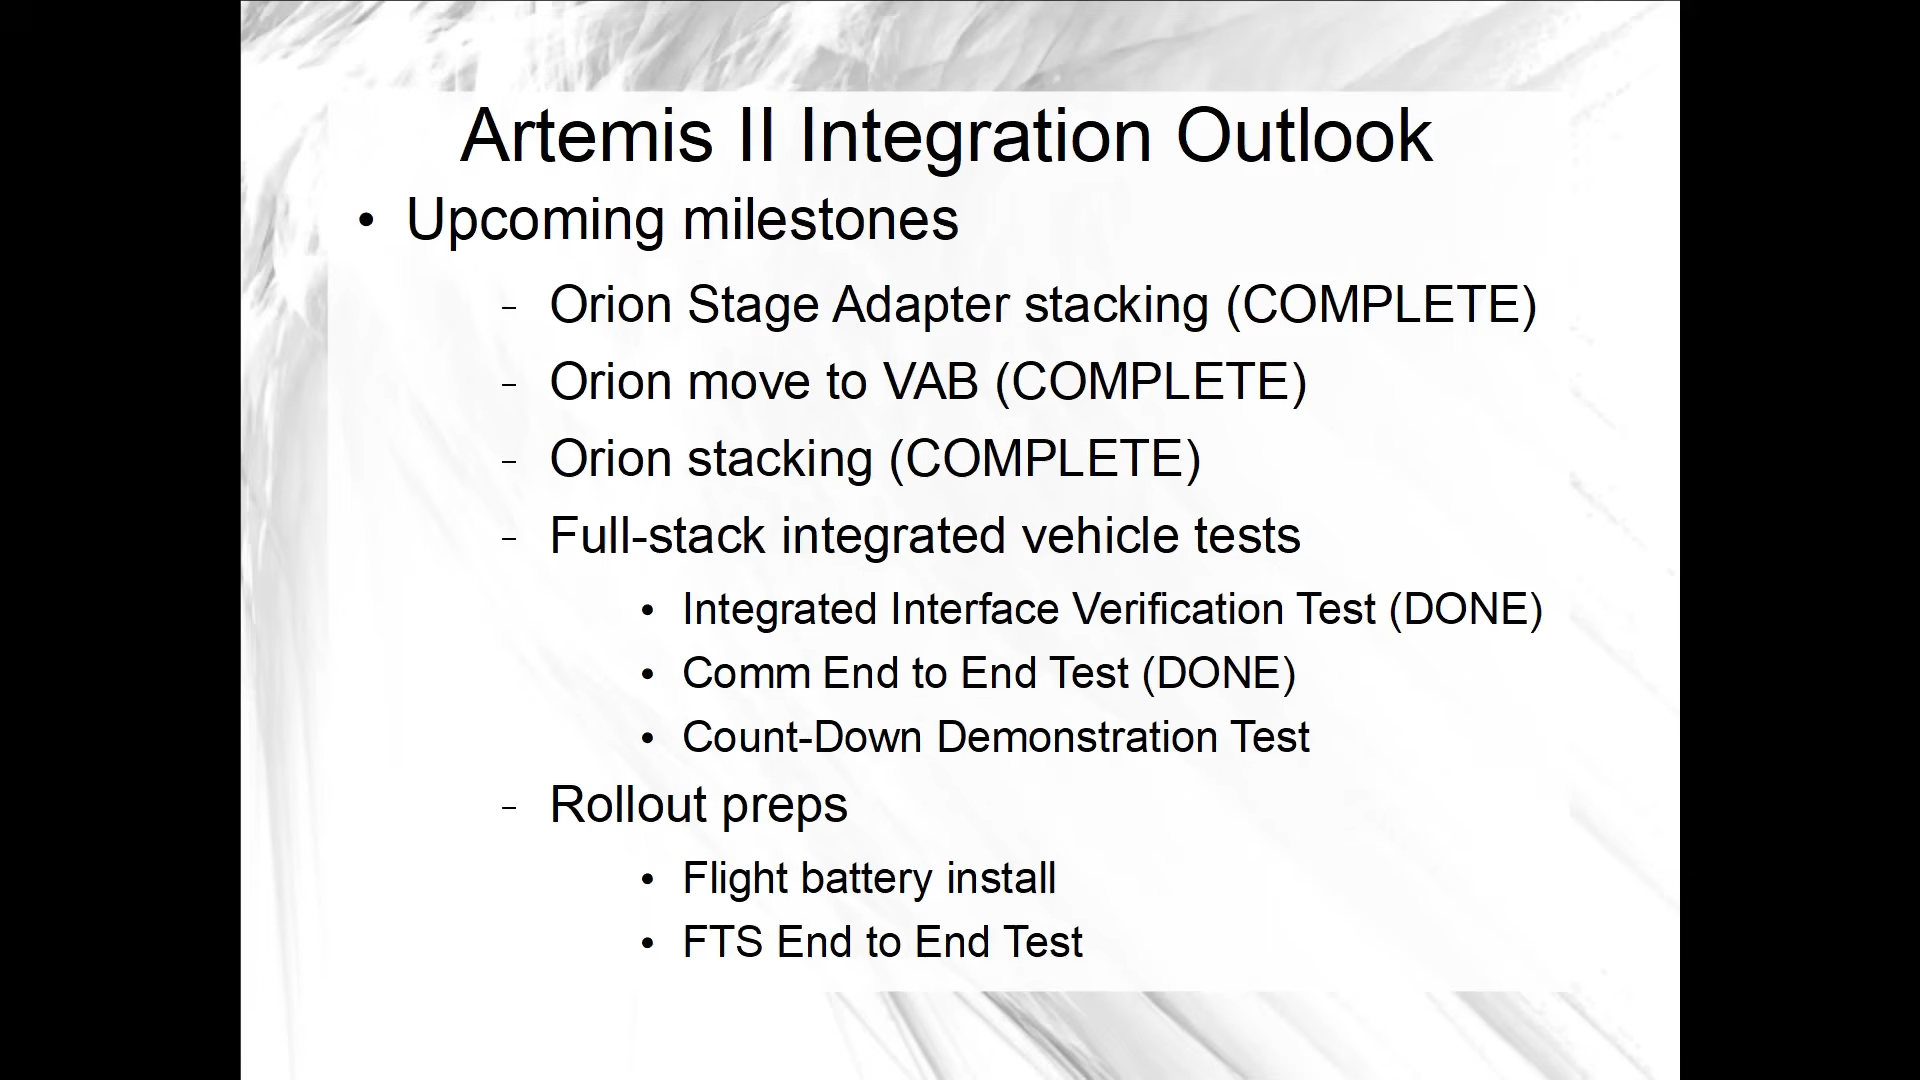 Artemis II Integration Outlook
• Upcoming milestones
– Orion Stage Adapter stacking (COMPLETE)
– Orion move to VAB (COMPLETE)
– Orion stacking (COMPLETE)
– Full-stack integrated vehicle tests
• Integrated Interface Verification Test (DONE)
• Comm End to End Test (DONE)
• Count-Down Demonstration Test
– Rollout preps
• Flight battery install
• FTS End to End Test